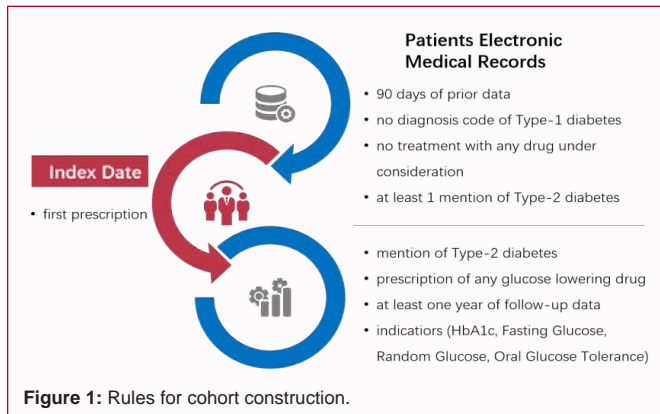 Patients Electronic
Medical Records
• 90 days of prior data
• no diagnosis code of Type-1 diabetes
• no treatment with any drug under
consideration
• at least 1 mention of Type-2 diabetes
Index Date
• first prescription
• mention of Type-2 diabetes
• prescription of any glucose lowering drug
• at least one year of follow-up data
• indicatiors (HbA1c, Fasting Glucose,
Random Glucose, Oral Glucose Tolerance)
Figure 1: Rules for cohort construction.